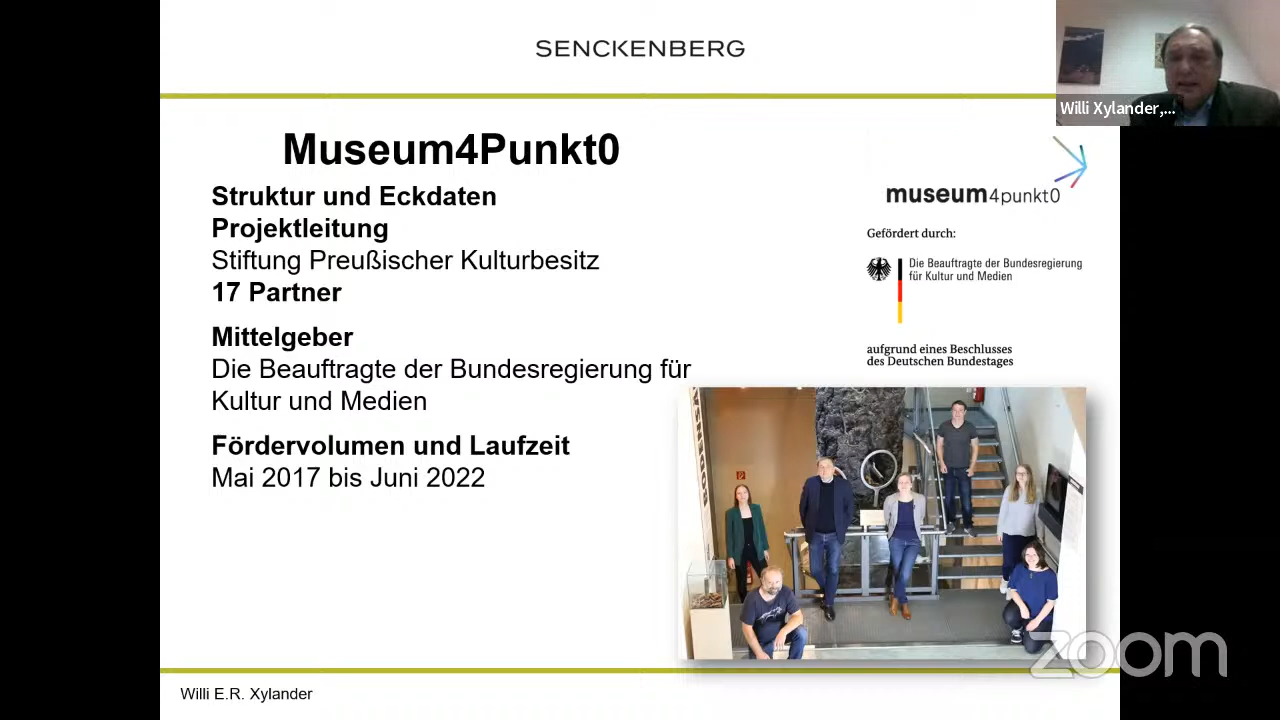 SENCKENBERG
Willi Xylander,...
Museum4Punkt0
Struktur und Eckdaten
Projektleitung
Stiftung Preußischer Kulturbesitz
17 Partner
Mittelgeber
Die Beauftragte der Bundesregierung für
Kultur und Medien
Fördervolumen und Laufzeit
Mai 2017 bis Juni 2022
museum4punkt0
Gefördert durch:
Die Beauftragte der Bundesregierung
für Kultur und Medien
aufgrund eines Beschlusses
des Deutschen Bundestages
zoom
Willi E.R. Xylander